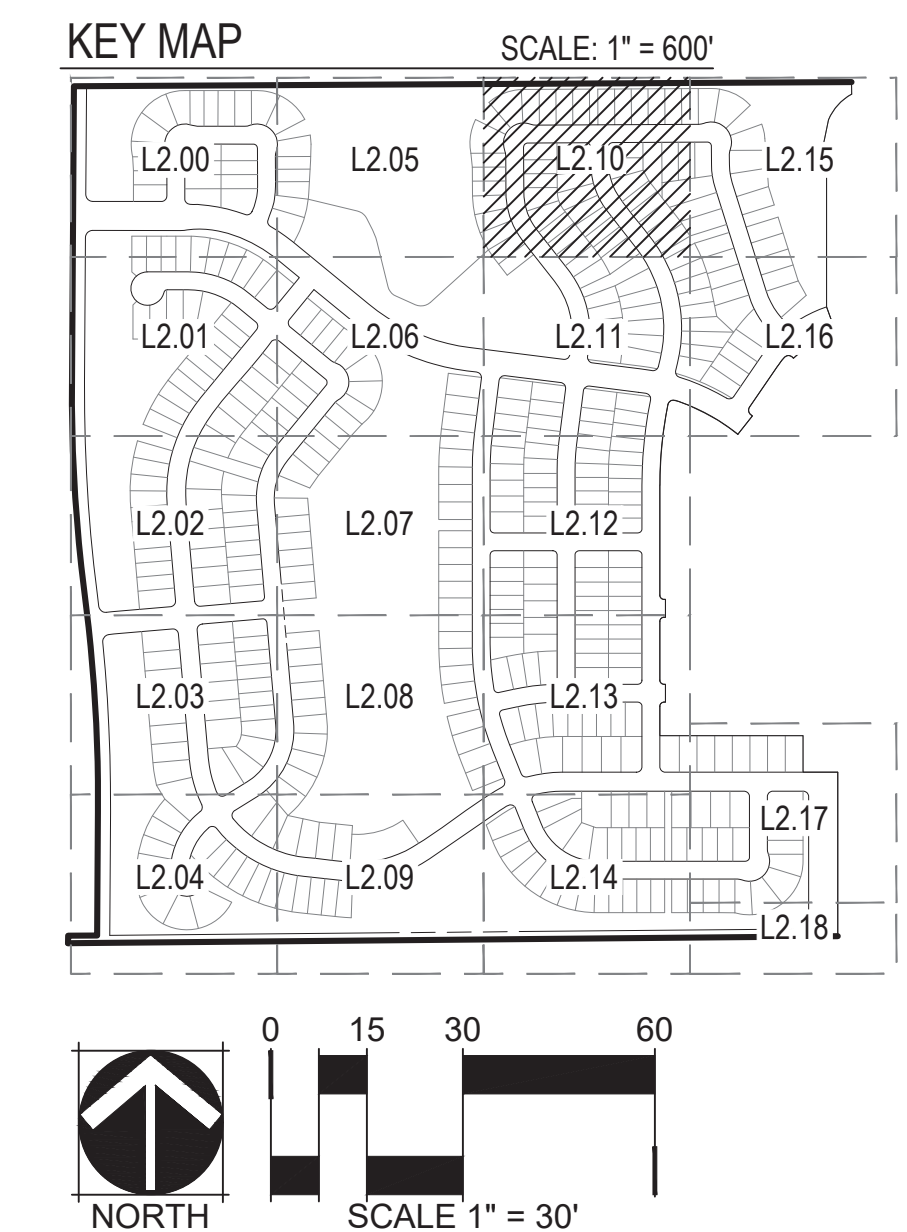 KEY MAP SCALE: 1" = 600'
L2.00 L2.05 L2.10 L2.15
L2.01 L2.06 L2.11 L2.16
L2.02 L2.07 L2.12
L2.03 L2.08 L2.13
L2.17
L2.04 L2.09 L2.14
L2.18
0 15 30 60
NORTH SCALE 1" = 30'